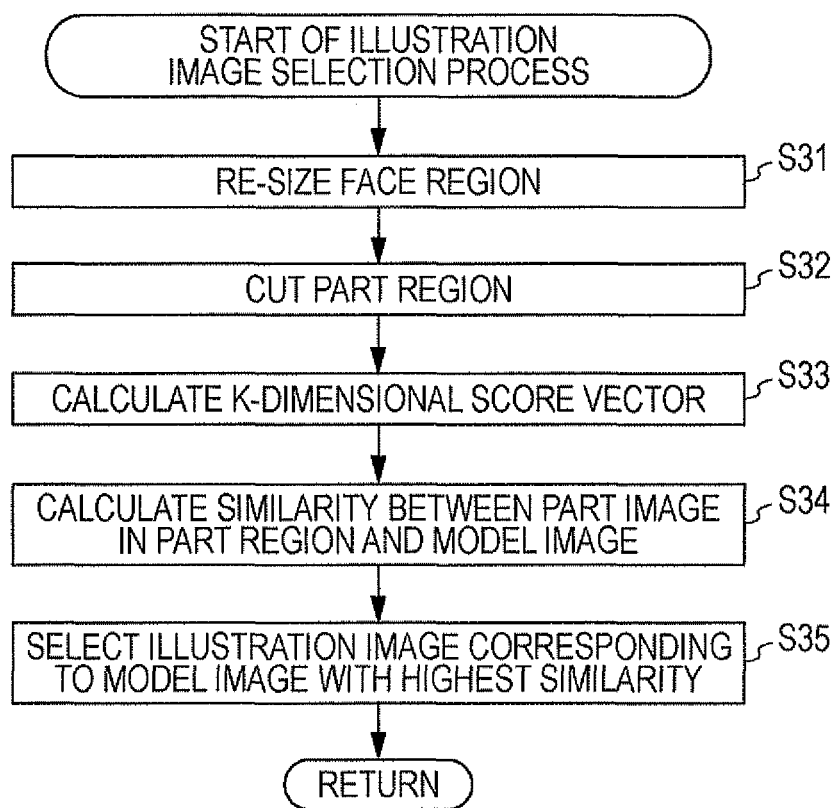 START OF ILLUSTRATION
IMAGE SELECTION PROCESS
S31
RE-SIZE FACE REGION
S32
CUT PART REGION
S33
CALCULATE K-DIMENSIONAL SCORE VECTOR
S34
CALCULATE SIMILARITY BETWEEN PART IMAGE
IN PART REGION AND MODEL IMAGE
S35
SELECT ILLUSTRATION IMAGE CORRESPONDING
TO MODEL IMAGE WITH HIGHEST SIMILARITY
RETURN